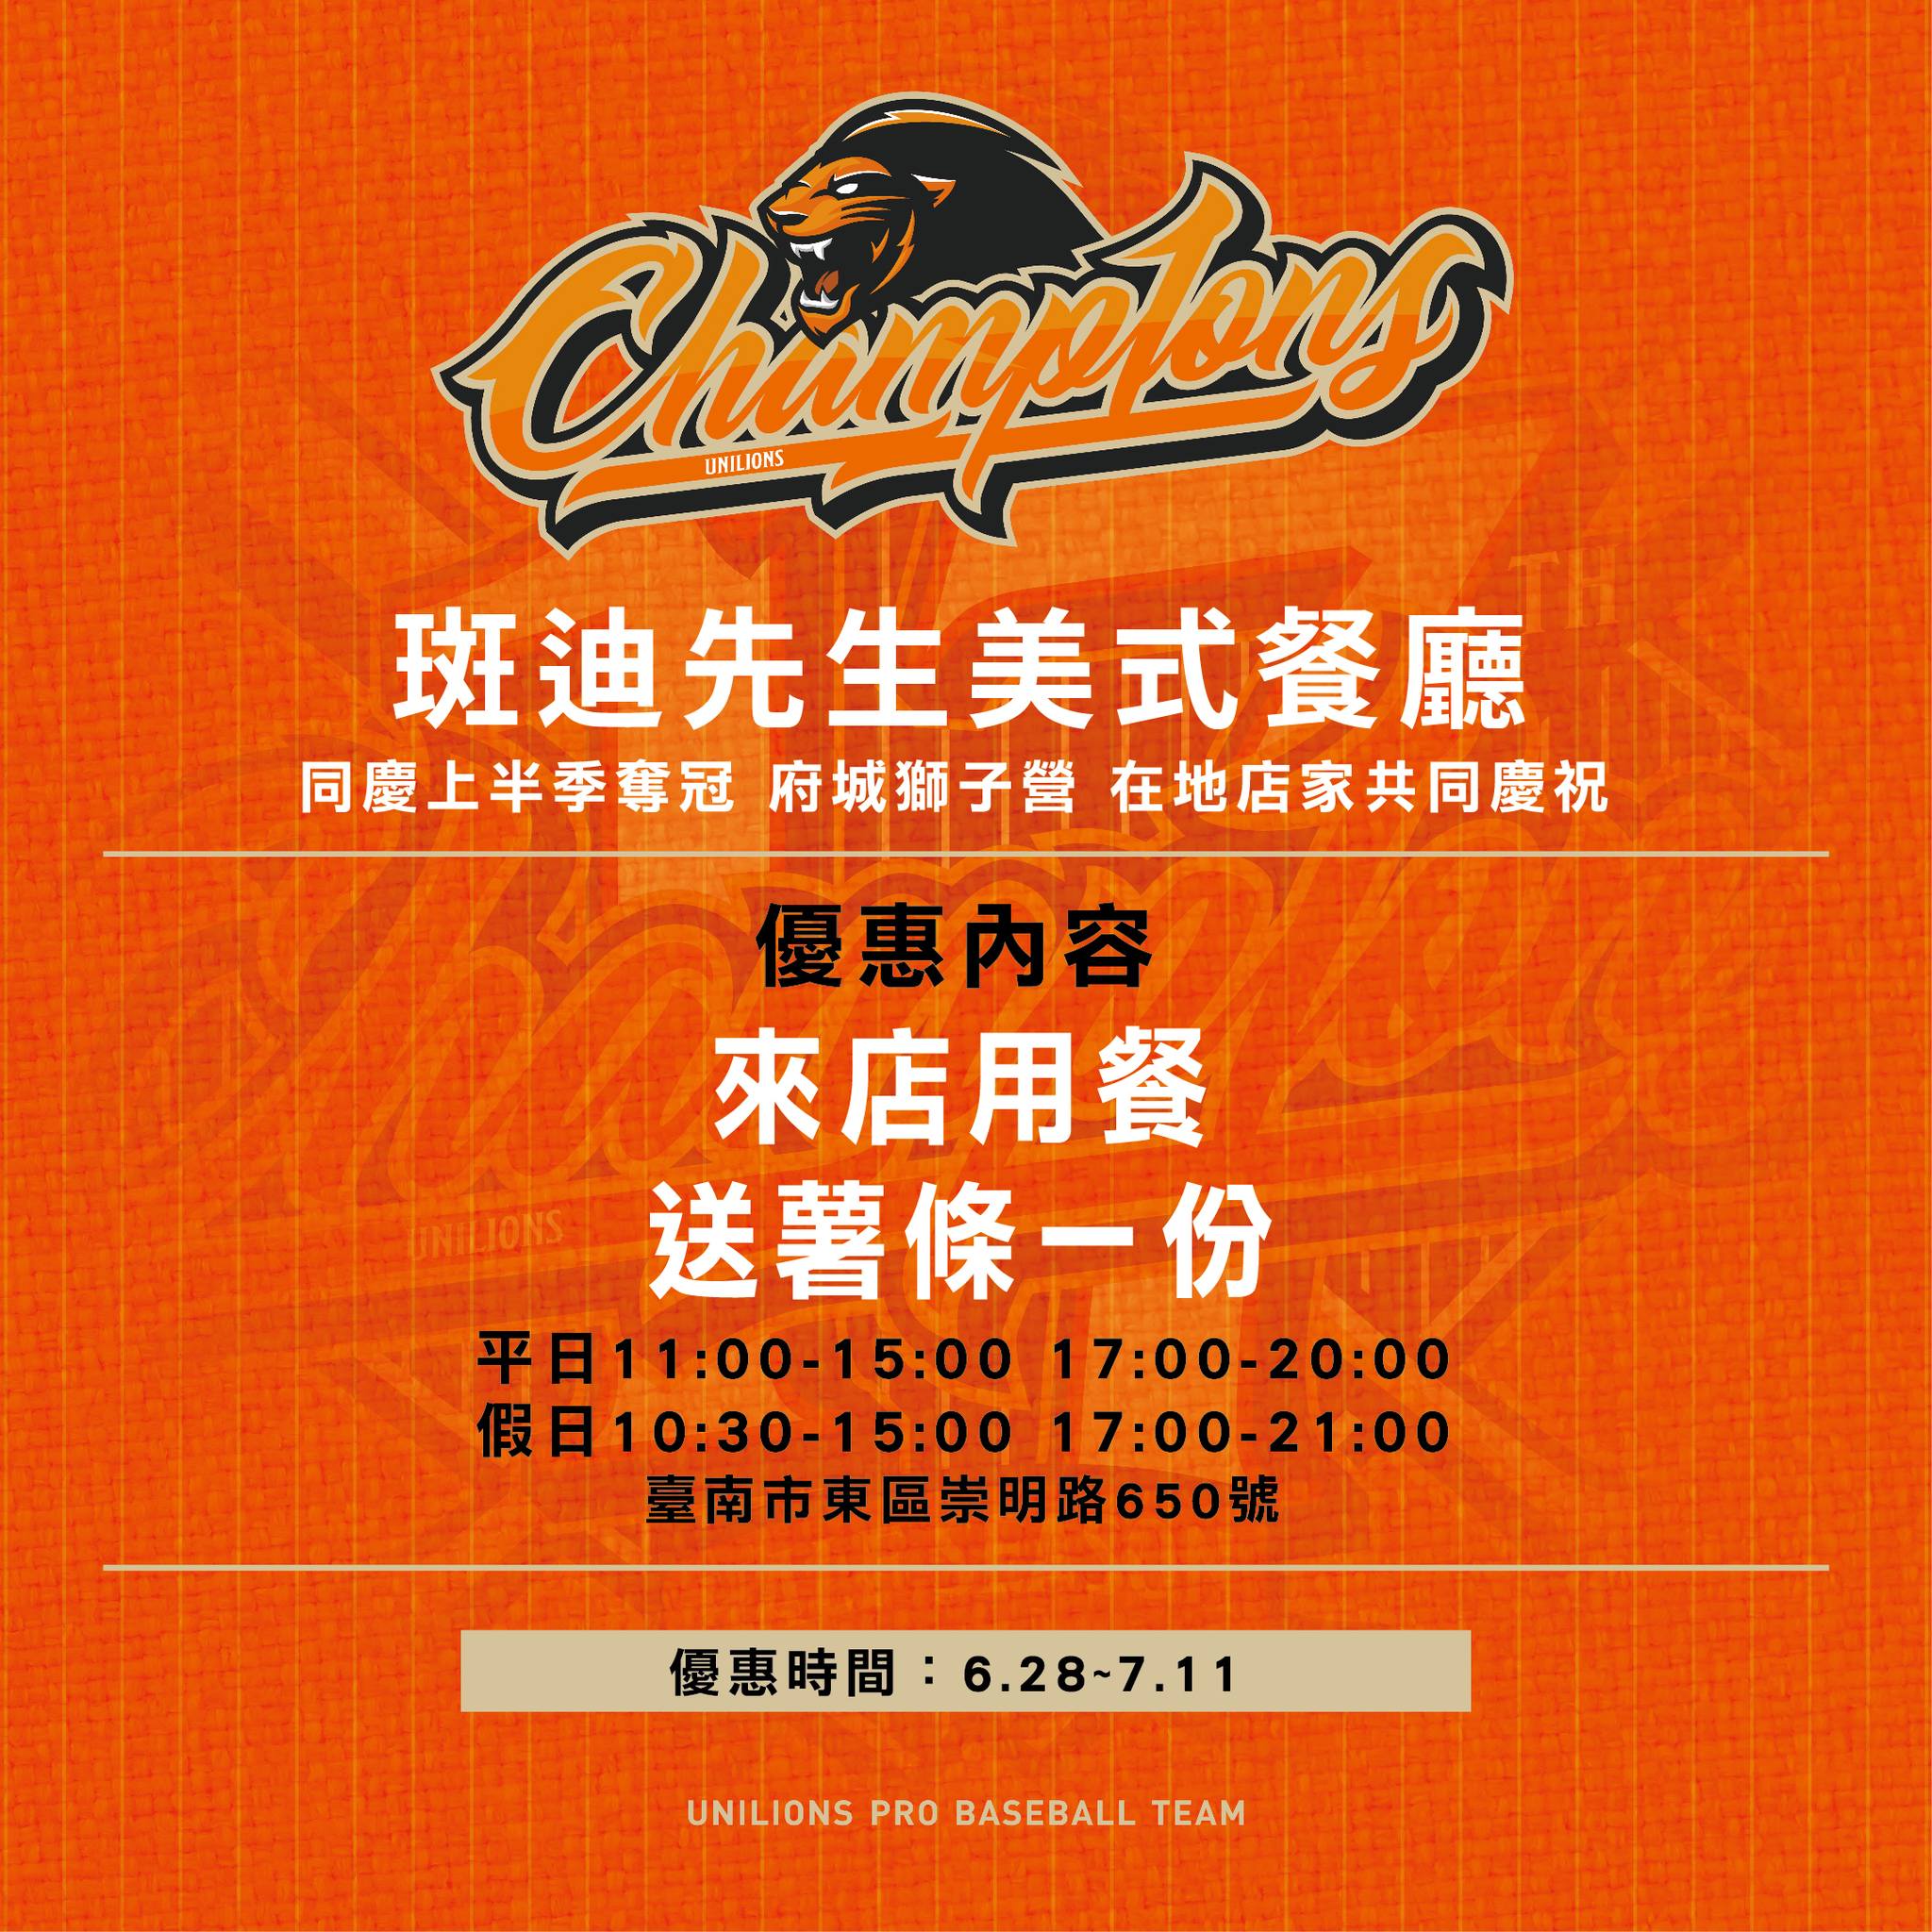 Champ1ons
UNILIONS
斑迪先生美式餐廳
同慶上半季奪冠 府城獅子營 在地店家共同慶祝
優惠內容
來店用餐
送薯條一份
平日11:00-15:00 17:00-20:00
假日10:30-15:00 17:00-21:00
臺南市東區崇明路650號
優惠時間：6.28~7.11
UNILIONS PRO BASEBALL TEAM